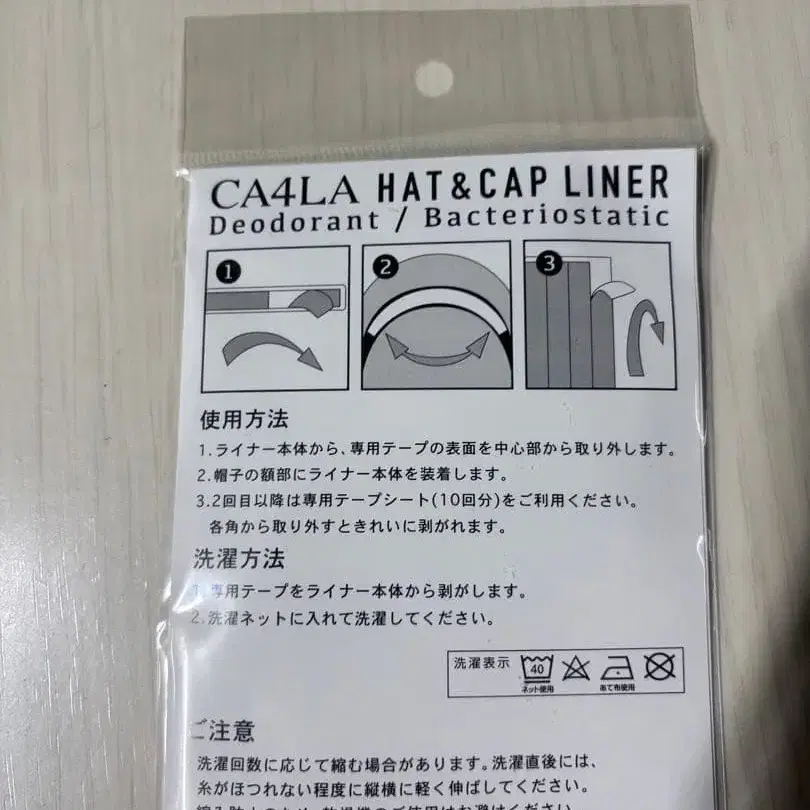 CA4LA HAT & CAP LINER
Deodorant / Bacteriostatic
1 2 3
使用方法
1.ライナー本体から、専用テープの表面を中心部から取り外します。
2.帽子の額部にライナー本体を装着します。
3.2回目以降は専用テープシート(10回分)をご利用ください。
各角から取り外すときれいに剥がれます。
洗濯方法
1.専用テープをライナー本体から剥がします。
2.洗濯ネットに入れて洗濯してください。
洗濯表示 40
ネット使用 あて布使用
ご注意
洗濯回数に応じて縮む場合があります。洗濯直後には、
糸がほつれない程度に縦横に軽く伸ばしてください。